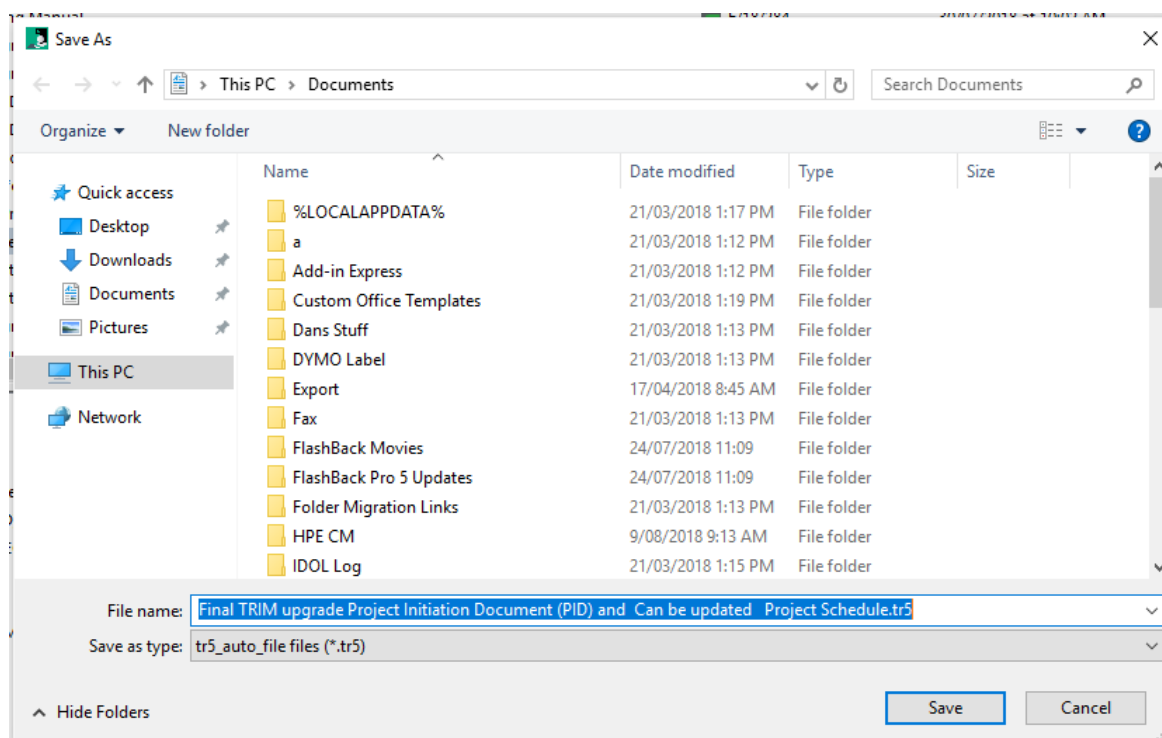 ng Manual 30/07/2018 at 10:02 AM
Save As
This PC > Documents Search Documents
Organize New folder
Name Date modified Type Size
Quick access
Desktop
Downloads
Documents
Pictures
This PC
Network
%LOCALAPPDATA% 21/03/2018 1:17 PM File folder
a 21/03/2018 1:12 PM File folder
Add-in Express 21/03/2018 1:12 PM File folder
Custom Office Templates 21/03/2018 1:19 PM File folder
Dans Stuff 21/03/2018 1:13 PM File folder
DYMO Label 21/03/2018 1:13 PM File folder
Export 17/04/2018 8:45 AM File folder
Fax 21/03/2018 1:13 PM File folder
FlashBack Movies 24/07/2018 11:09 File folder
FlashBack Pro 5 Updates 24/07/2018 11:09 File folder
Folder Migration Links 21/03/2018 1:13 PM File folder
HPE CM 9/08/2018 9:13 AM File folder
IDOL Log 21/03/2018 1:15 PM File folder
File name: Final TRIM upgrade Project Initiation Document (PID) and  Can be updated   Project Schedule.tr5
Save as type: tr5_auto_file files (*.tr5)
Hide Folders Save Cancel